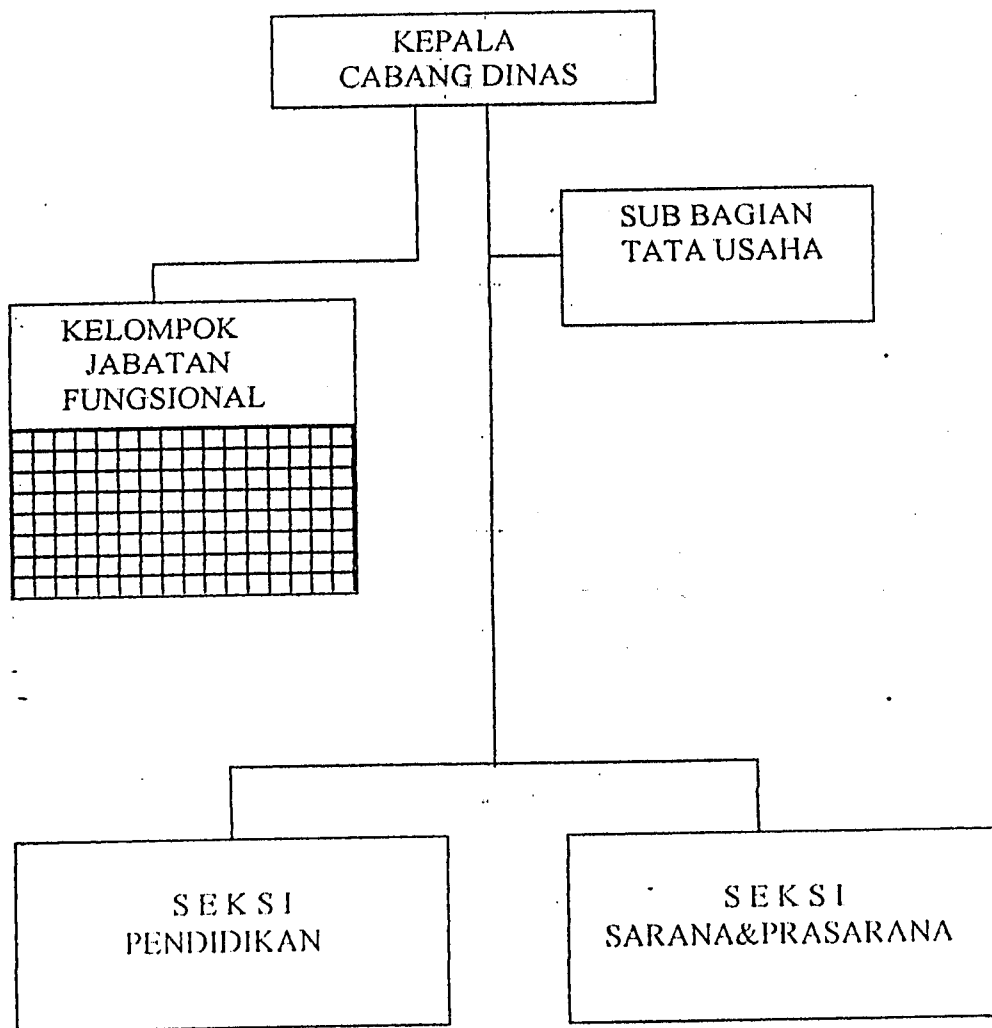 KEPALA
CABANG DINAS
SUB BAGIAN
TATA USAHA
KELOMPOK
JABATAN
FUNGSIONAL
S E K S I
PENDIDIKAN
S E K S I
SARANA&PRASARANA